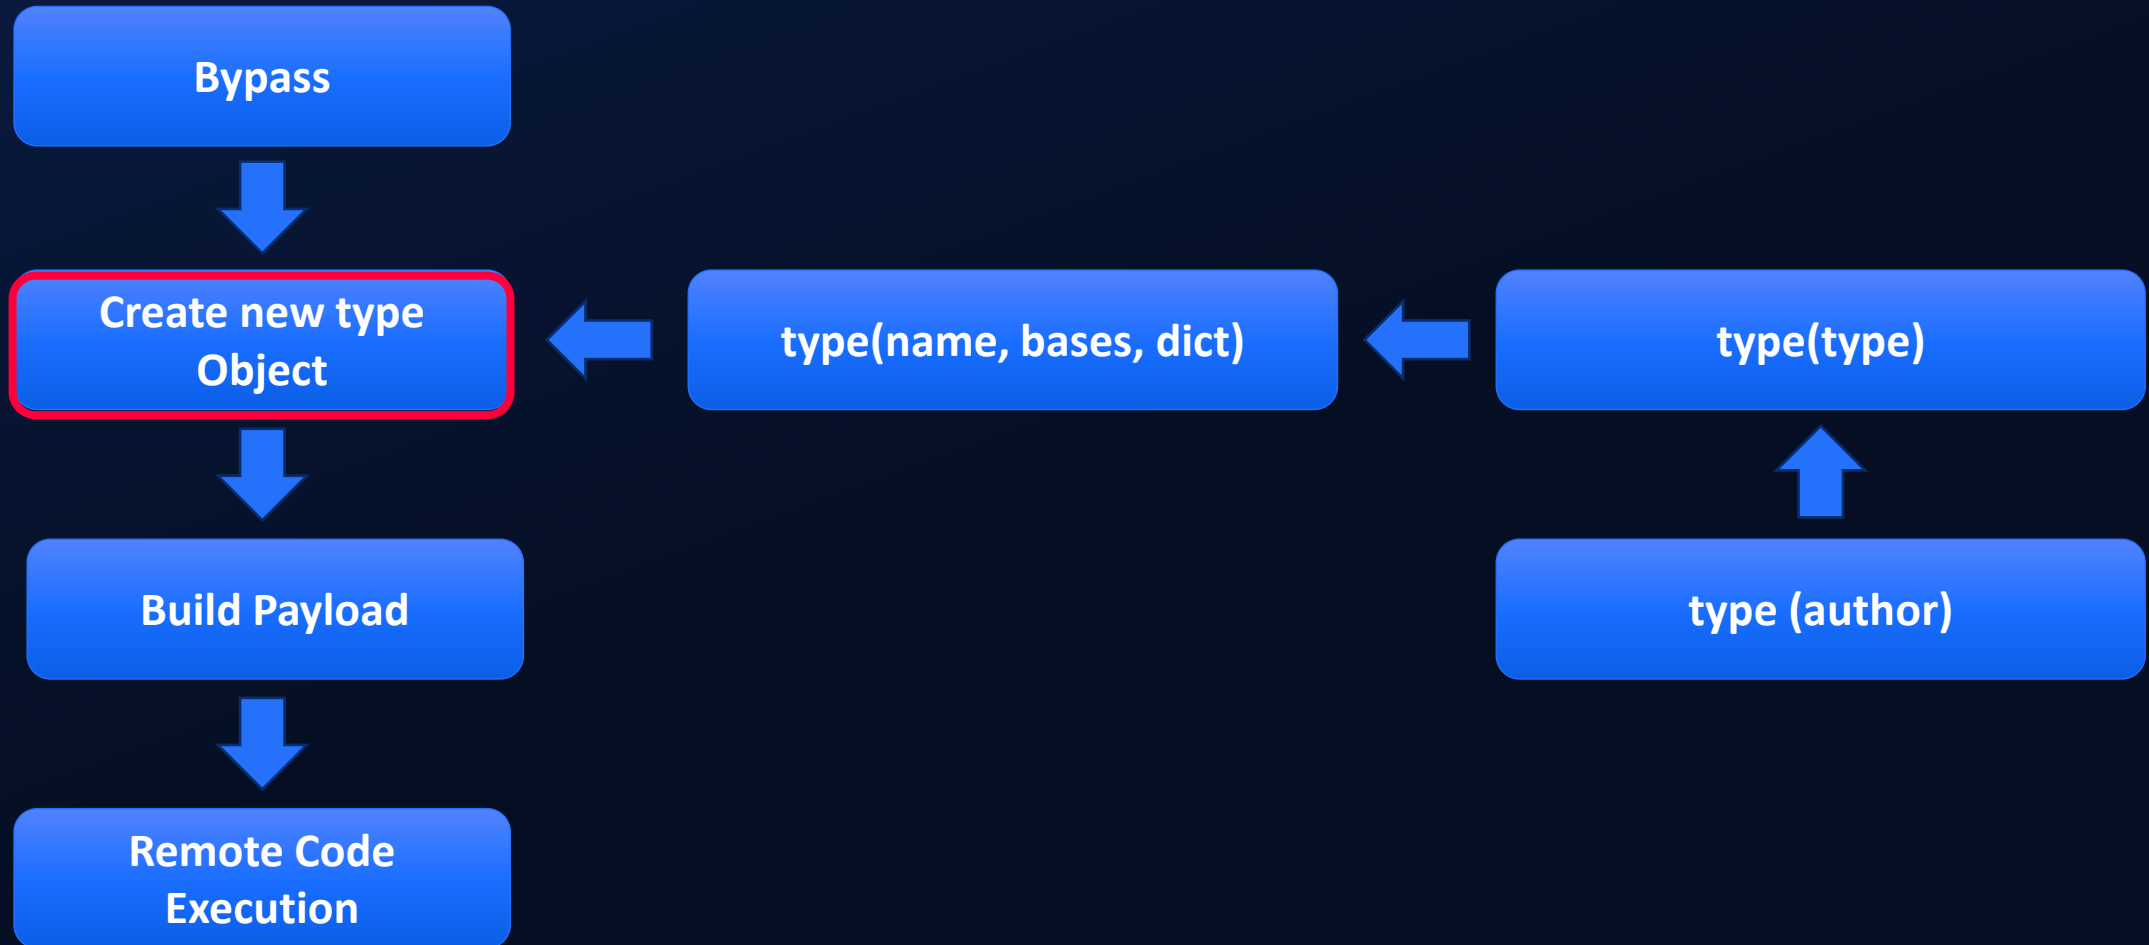 Bypass
Create new type
Object
type(name, bases, dict)
type(type)
Build Payload
type (author)
Remote Code
Execution